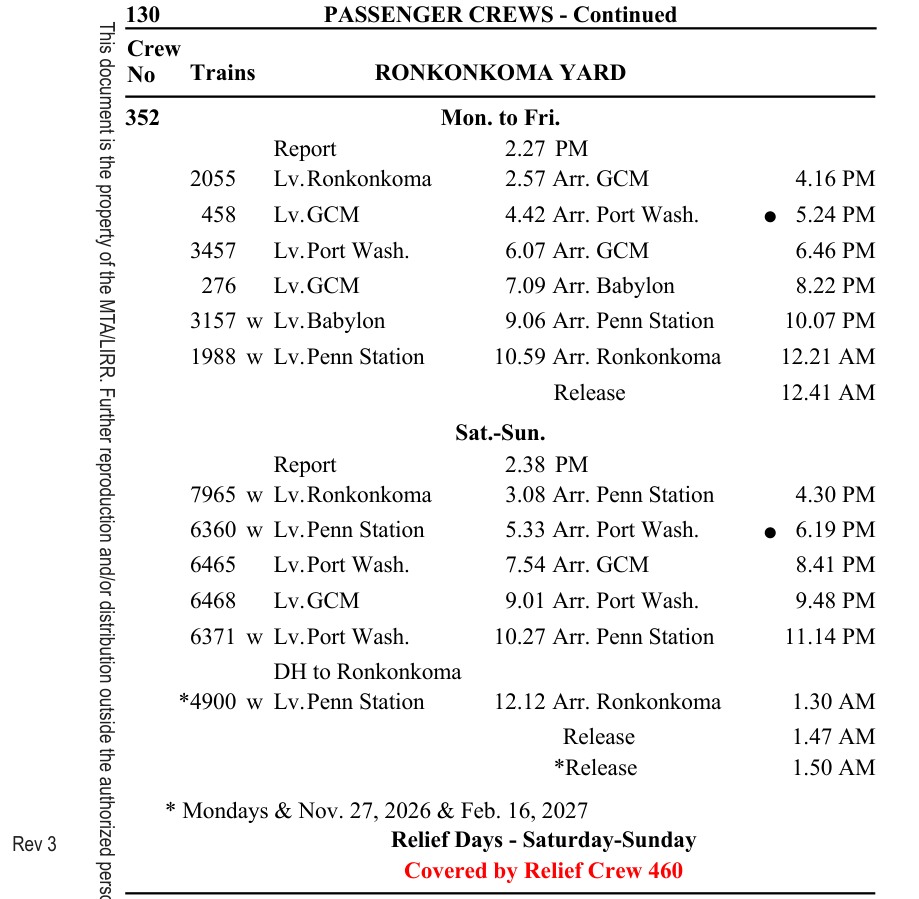 130 PASSENGER CREWS - Continued
Crew
No Trains RONKONKOMA YARD
352 Mon. to Fri.
Report 2.27 PM
2055 Lv.Ronkonkoma 2.57 Arr. GCM 4.16 PM
458 Lv.GCM 4.42 Arr. Port Wash. ● 5.24 PM
3457 Lv.Port Wash. 6.07 Arr. GCM 6.46 PM
276 Lv.GCM 7.09 Arr. Babylon 8.22 PM
3157 w Lv.Babylon 9.06 Arr. Penn Station 10.07 PM
1988 w Lv.Penn Station 10.59 Arr. Ronkonkoma 12.21 AM
Release 12.41 AM
Sat.-Sun.
Report 2.38 PM
7965 w Lv.Ronkonkoma 3.08 Arr. Penn Station 4.30 PM
6360 w Lv.Penn Station 5.33 Arr. Port Wash. ● 6.19 PM
6465 Lv.Port Wash. 7.54 Arr. GCM 8.41 PM
6468 Lv.GCM 9.01 Arr. Port Wash. 9.48 PM
6371 w Lv.Port Wash. 10.27 Arr. Penn Station 11.14 PM
DH to Ronkonkoma
*4900 w Lv.Penn Station 12.12 Arr. Ronkonkoma 1.30 AM
Release 1.47 AM
*Release 1.50 AM
* Mondays & Nov. 27, 2026 & Feb. 16, 2027
Relief Days - Saturday-Sunday
Covered by Relief Crew 460
Rev 3
This document is the property of the MTA/LIRR. Further reproduction and/or distribution outside the authorized